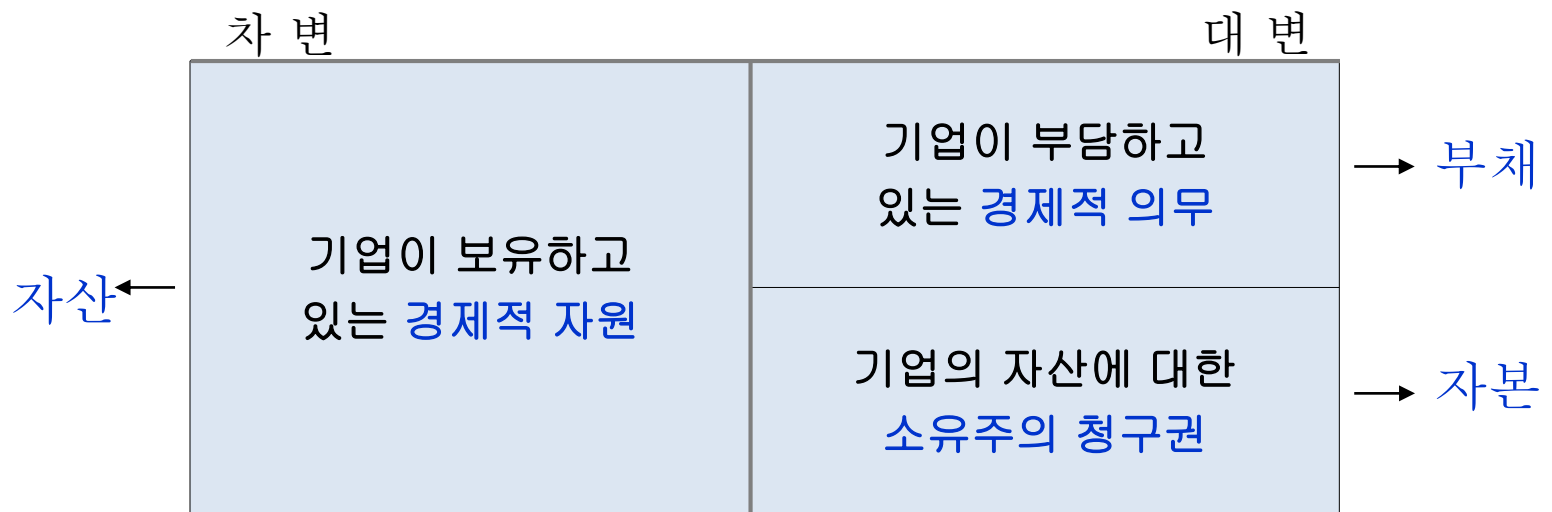 차 변
대 변
자산
기업이 보유하고
있는 경제적 자원
기업이 부담하고
있는 경제적 의무
부채
기업의 자산에 대한
소유주의 청구권
자본